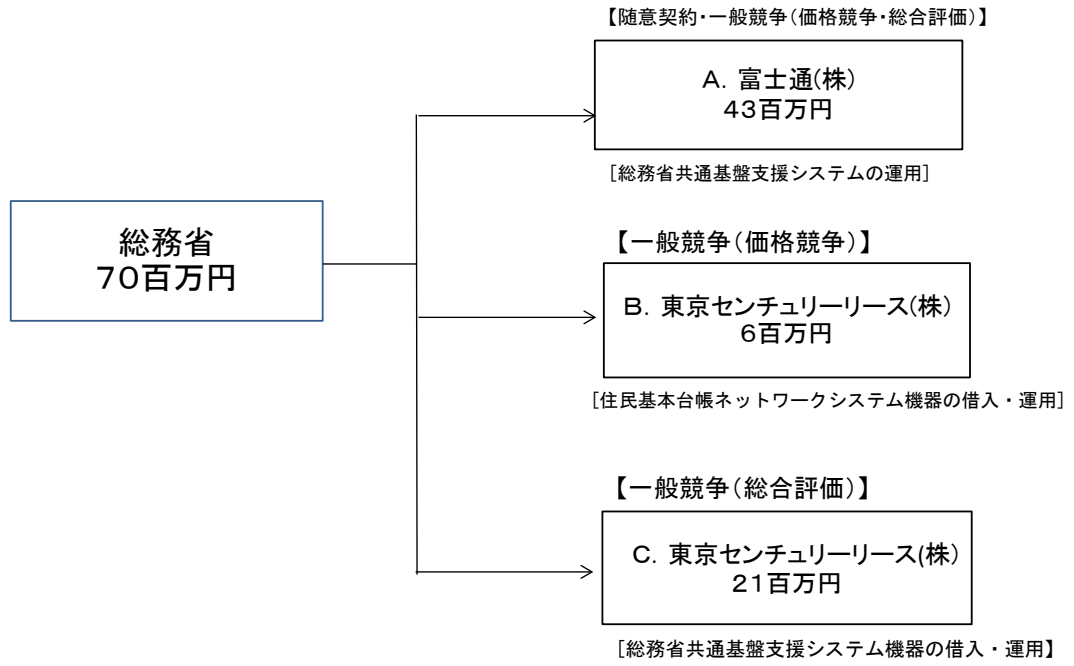 【随意契約・一般競争(価格競争・総合評価)】
A. 富士通(株)
43百万円
[総務省共通基盤支援システムの運用]
総務省
70百万円
【一般競争(価格競争)】
B. 東京センチュリーリース(株)
6百万円
[住民基本台帳ネットワークシステム機器の借入・運用]
【一般競争(総合評価)】
C. 東京センチュリーリース(株)
21百万円
[総務省共通基盤支援システム機器の借入・運用】